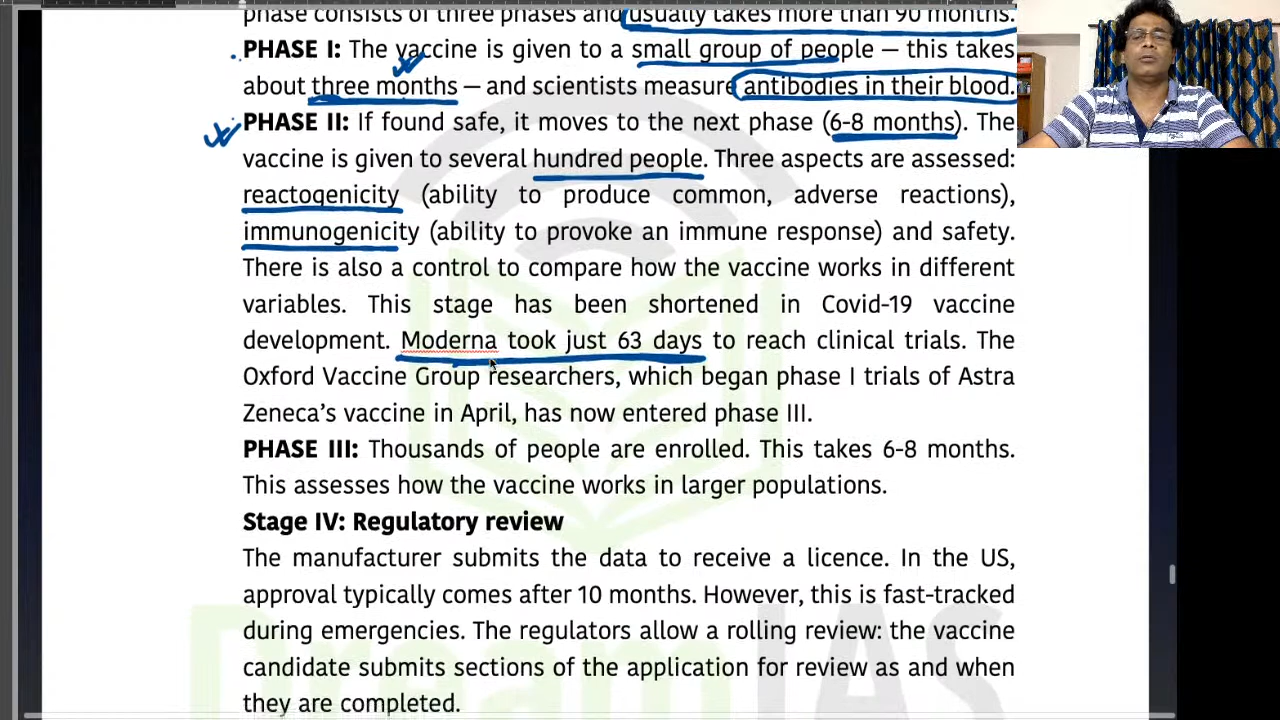 phase consists of three phases and usually takes more than 90 months.
PHASE I: The vaccine is given to a small group of people — this takes
about three months — and scientists measure antibodies in their blood.
PHASE II: If found safe, it moves to the next phase (6-8 months). The
vaccine is given to several hundred people. Three aspects are assessed:
reactogenicity (ability to produce common, adverse reactions),
immunogenicity (ability to provoke an immune response) and safety.
There is also a control to compare how the vaccine works in different
variables. This stage has been shortened in Covid-19 vaccine
development. Moderna took just 63 days to reach clinical trials. The
Oxford Vaccine Group researchers, which began phase I trials of Astra
Zeneca’s vaccine in April, has now entered phase III.
PHASE III: Thousands of people are enrolled. This takes 6-8 months.
This assesses how the vaccine works in larger populations.
Stage IV: Regulatory review
The manufacturer submits the data to receive a licence. In the US,
approval typically comes after 10 months. However, this is fast-tracked
during emergencies. The regulators allow a rolling review: the vaccine
candidate submits sections of the application for review as and when
they are completed.
Dream IAS